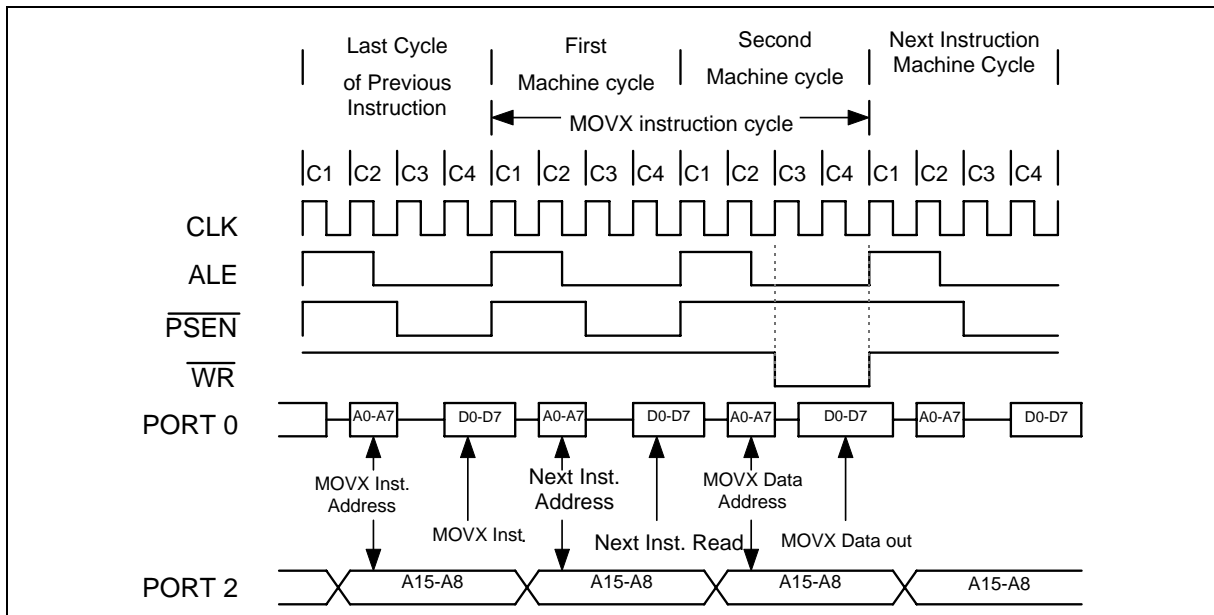 Last Cycle
of Previous
Instruction
First
Machine cycle
Second
Machine cycle
Next Instruction
Machine Cycle
MOVX instruction cycle
C1 C2 C3 C4 C1 C2 C3 C4 C1 C2 C3 C4 C1 C2 C3 C4
CLK
ALE
PSEN
WR
PORT 0
A0-A7 D0-D7 A0-A7 D0-D7 A0-A7 D0-D7 A0-A7 D0-D7
MOVX Inst.
Address
MOVX Inst.
Next Inst.
Address
Next Inst. Read
MOVX Data
Address
MOVX Data out
PORT 2
A15-A8 A15-A8 A15-A8 A15-A8